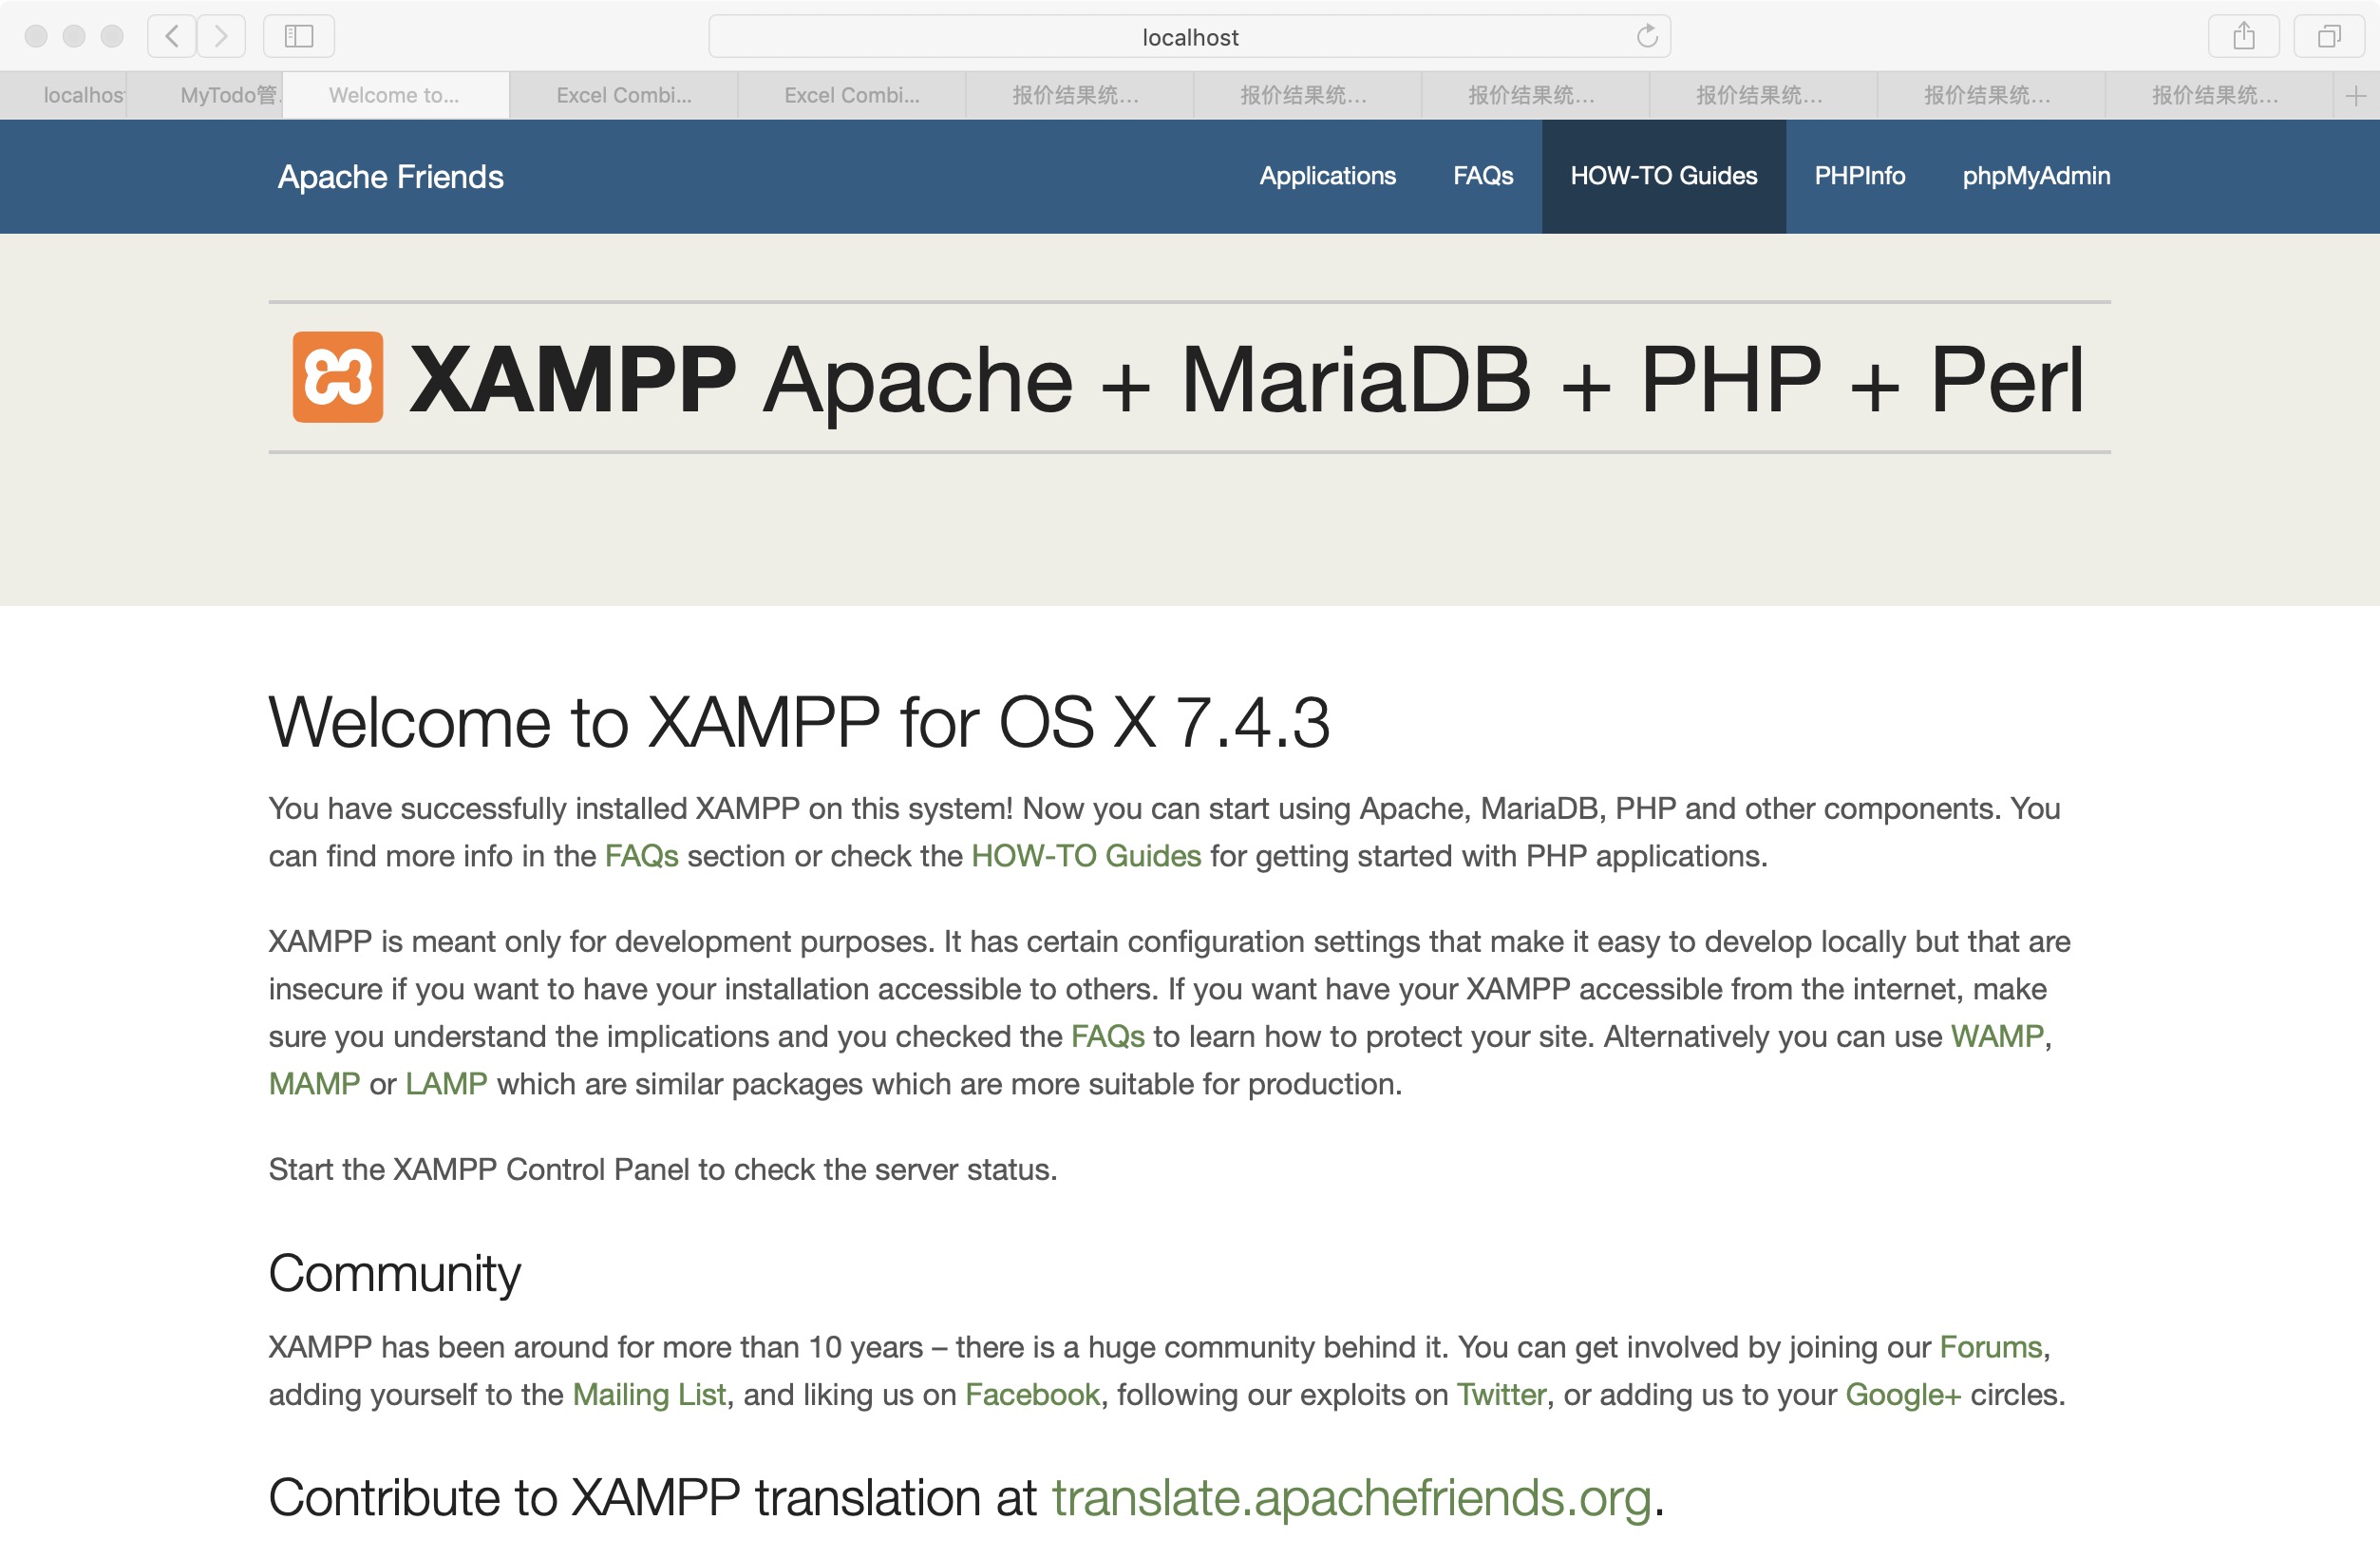 localhost
localhost
MyTodo管
Welcome to...
Excel Combi...
Excel Combi...
报价结果统...
报价结果统...
报价结果统...
报价结果统...
报价结果统...
报价结果统...
Apache Friends
Applications
FAQs
HOW-TO Guides
PHPInfo
phpMyAdmin
XAMPP Apache + MariaDB + PHP + Perl
Welcome to XAMPP for OS X 7.4.3
You have successfully installed XAMPP on this system! Now you can start using Apache, MariaDB, PHP and other components. You
can find more info in the FAQs section or check the HOW-TO Guides for getting started with PHP applications.
XAMPP is meant only for development purposes. It has certain configuration settings that make it easy to develop locally but that are
insecure if you want to have your installation accessible to others. If you want have your XAMPP accessible from the internet, make
sure you understand the implications and you checked the FAQs to learn how to protect your site. Alternatively you can use WAMP,
MAMP or LAMP which are similar packages which are more suitable for production.
Start the XAMPP Control Panel to check the server status.
Community
XAMPP has been around for more than 10 years – there is a huge community behind it. You can get involved by joining our Forums,
adding yourself to the Mailing List, and liking us on Facebook, following our exploits on Twitter, or adding us to your Google+ circles.
Contribute to XAMPP translation at translate.apachefriends.org.